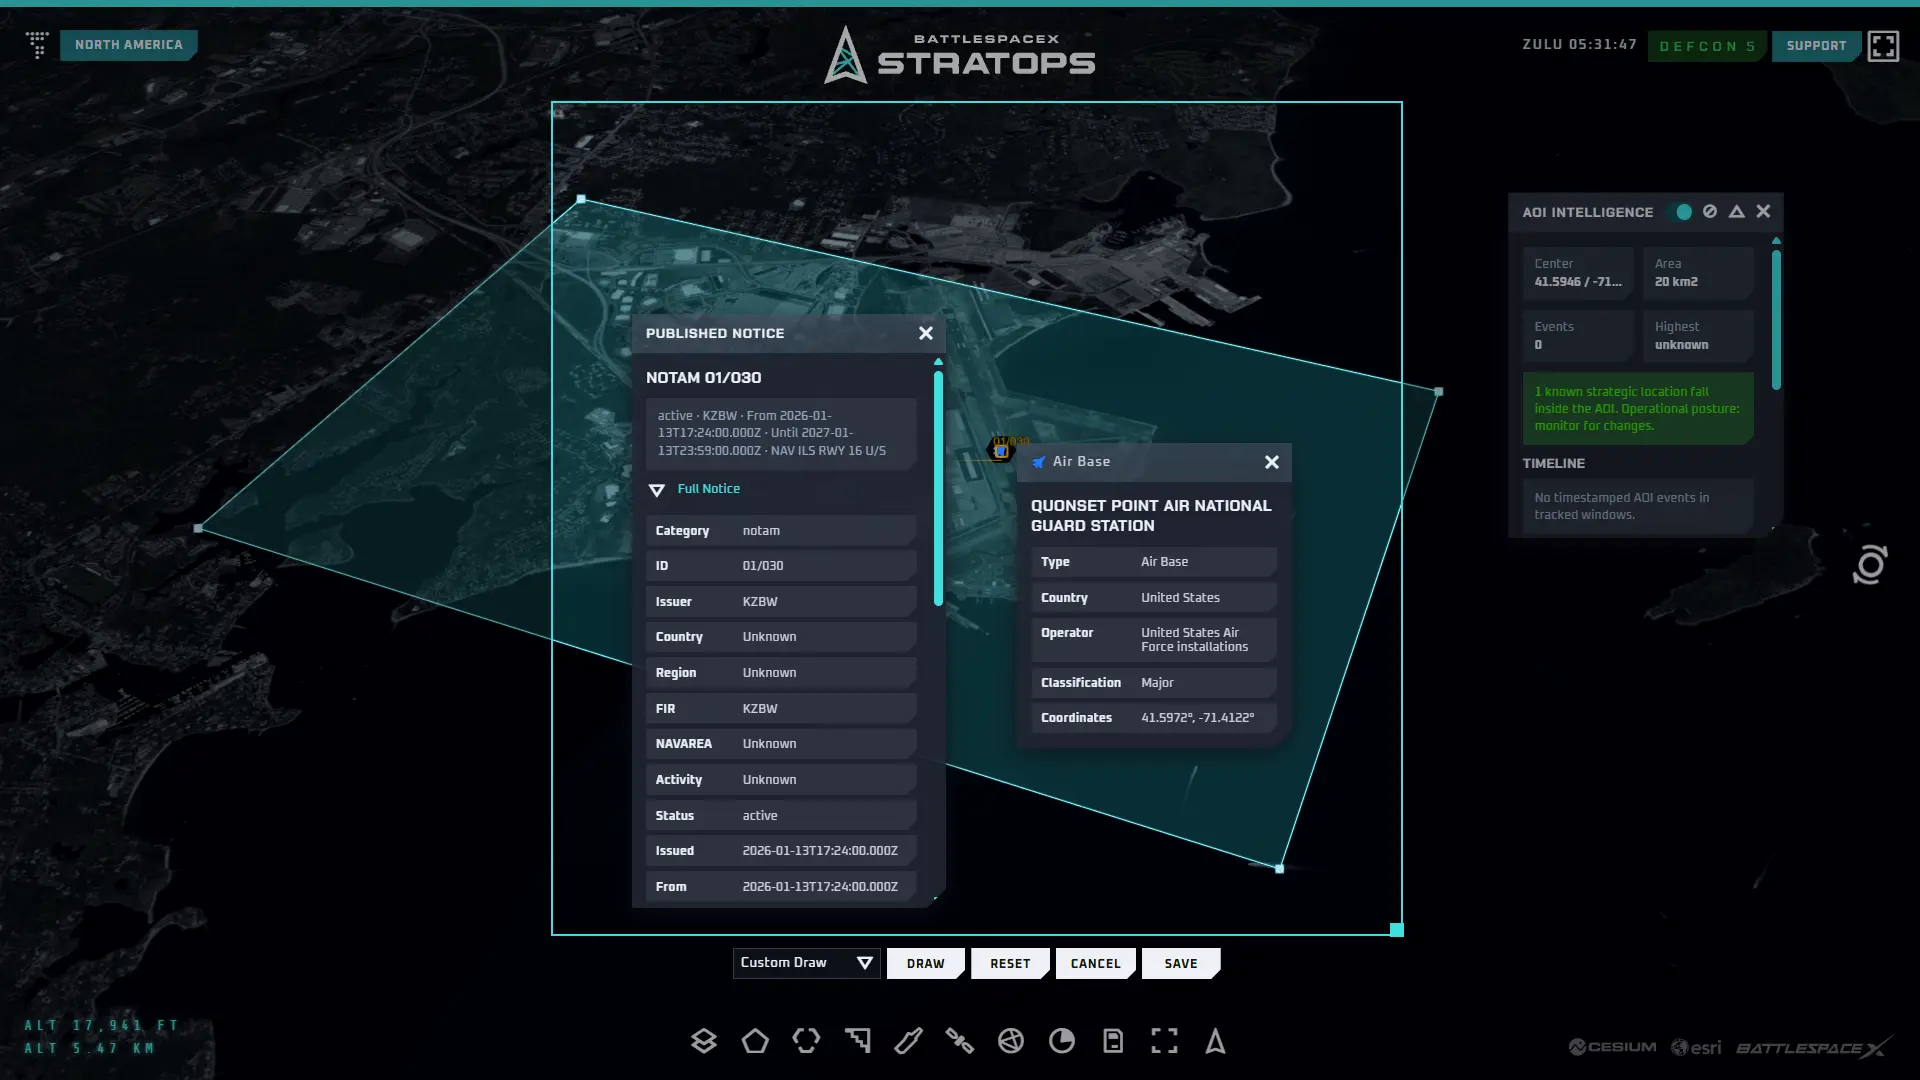 NORTH AMERICA
BATTLESPACEX
STRATOPS
ZULU 05:31:47
DEFCON 5
SUPPORT
PUBLISHED NOTICE
NOTAM 01/030
active · KZBW · From 2026-01-
13T17:24:00.000Z · Until 2027-01-
13T23:59:00.000Z · NAV ILS RWY 16 U/S
Full Notice
Category notam
ID 01/030
Issuer KZBW
Country Unknown
Region Unknown
FIR KZBW
NAVAREA Unknown
Activity Unknown
Status active
Issued 2026-01-13T17:24:00.000Z
From 2026-01-13T17:24:00.000Z
01/030
Air Base
QUONSET POINT AIR NATIONAL
GUARD STATION
Type Air Base
Country United States
Operator United States Air
Force installations
Classification Major
Coordinates 41.5972°, -71.4122°
AOI INTELLIGENCE
Center
41.5946 / -71...
Area
20 km2
Events
0
Highest
unknown
1 known strategic location fall
inside the AOI. Operational posture:
monitor for changes.
TIMELINE
No timestamped AOI events in
tracked windows.
Custom Draw
DRAW
RESET
CANCEL
SAVE
ALT 17,941 FT
ALT 5.47 KM
CESIUM
esri
BATTLESPACEX